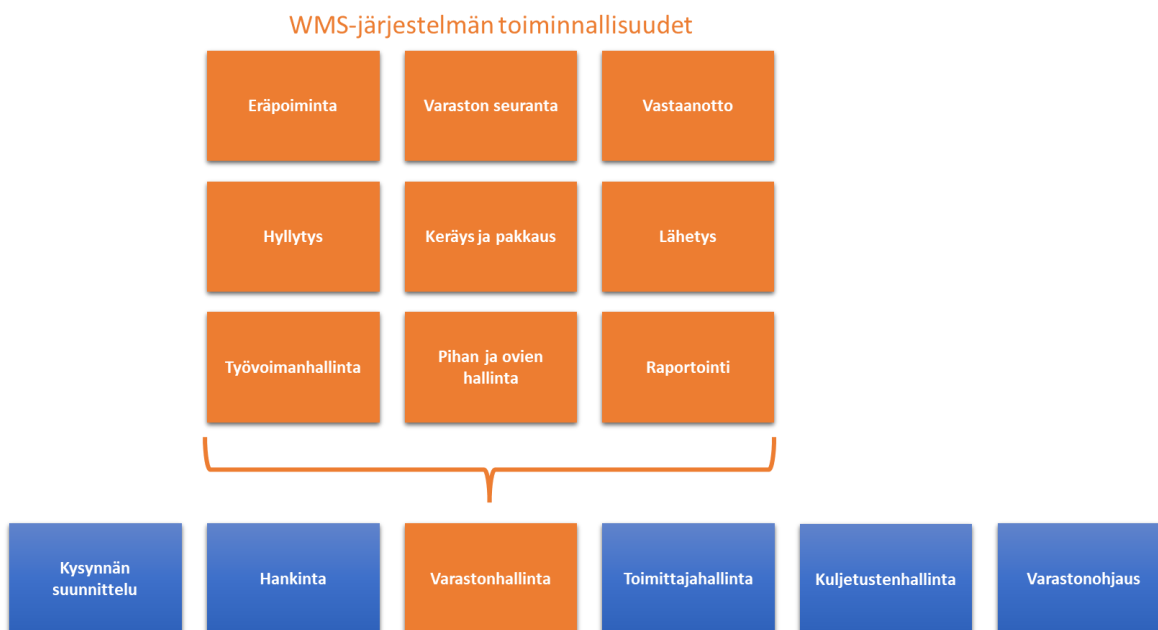 WMS-järjestelmän toiminnallisuudet
Eräpoiminta
Varaston seuranta
Vastaanotto
Hyllytys
Keräys ja pakkaus
Lähetys
Työvoimanhallinta
Pihan ja ovien
hallinta
Raportointi
Kysynnän
suunnittelu
Hankinta
Varastonhallinta
Toimittajahallinta
Kuljetustenhallinta
Varastonohjaus